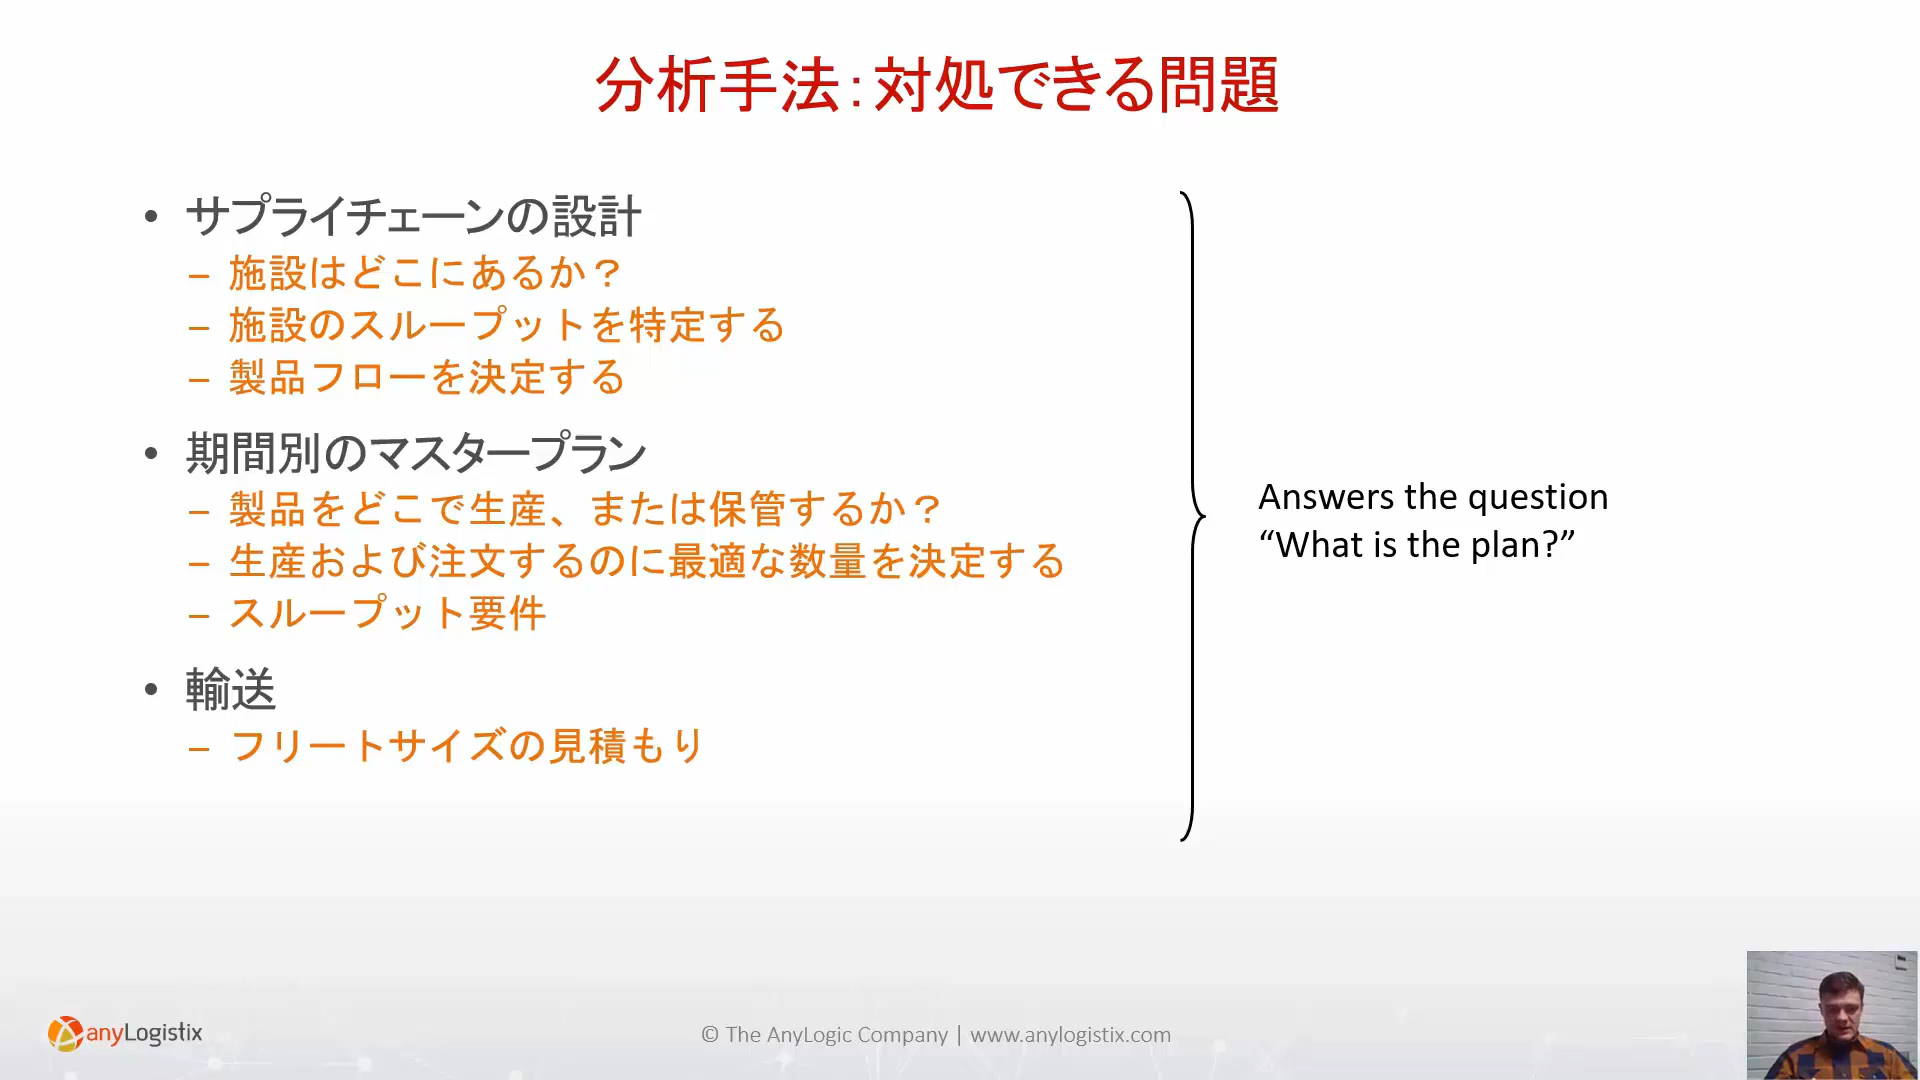 分析手法：対処できる問題
• サプライチェーンの設計
– 施設はどこにあるか？
– 施設のスループットを特定する
– 製品フローを決定する
• 期間別のマスタープラン
– 製品をどこで生産、または保管するか？
– 生産および注文するのに最適な数量を決定する
– スループット要件
• 輸送
– フリートサイズの見積もり
Answers the question
“What is the plan?”
anyLogistix
© The AnyLogic Company | www.anylogistix.com